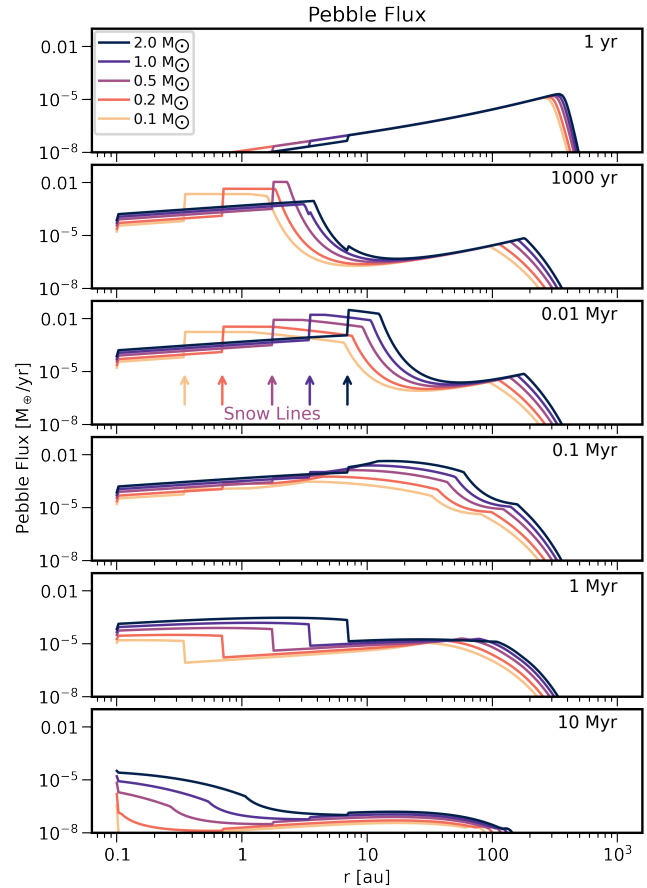 Pebble Flux
1 yr
2.0 M⊙
1.0 M⊙
0.5 M⊙
0.2 M⊙
0.1 M⊙
0.01
10⁻⁵
10⁻⁸
1000 yr
0.01
10⁻⁵
10⁻⁸
0.01 Myr
0.01
10⁻⁵
10⁻⁸
Snow Lines
Pebble Flux [M⊕/yr]
0.1 Myr
0.01
10⁻⁵
10⁻⁸
1 Myr
0.01
10⁻⁵
10⁻⁸
10 Myr
0.01
10⁻⁵
10⁻⁸
0.1 1 10 100 10³
r [au]